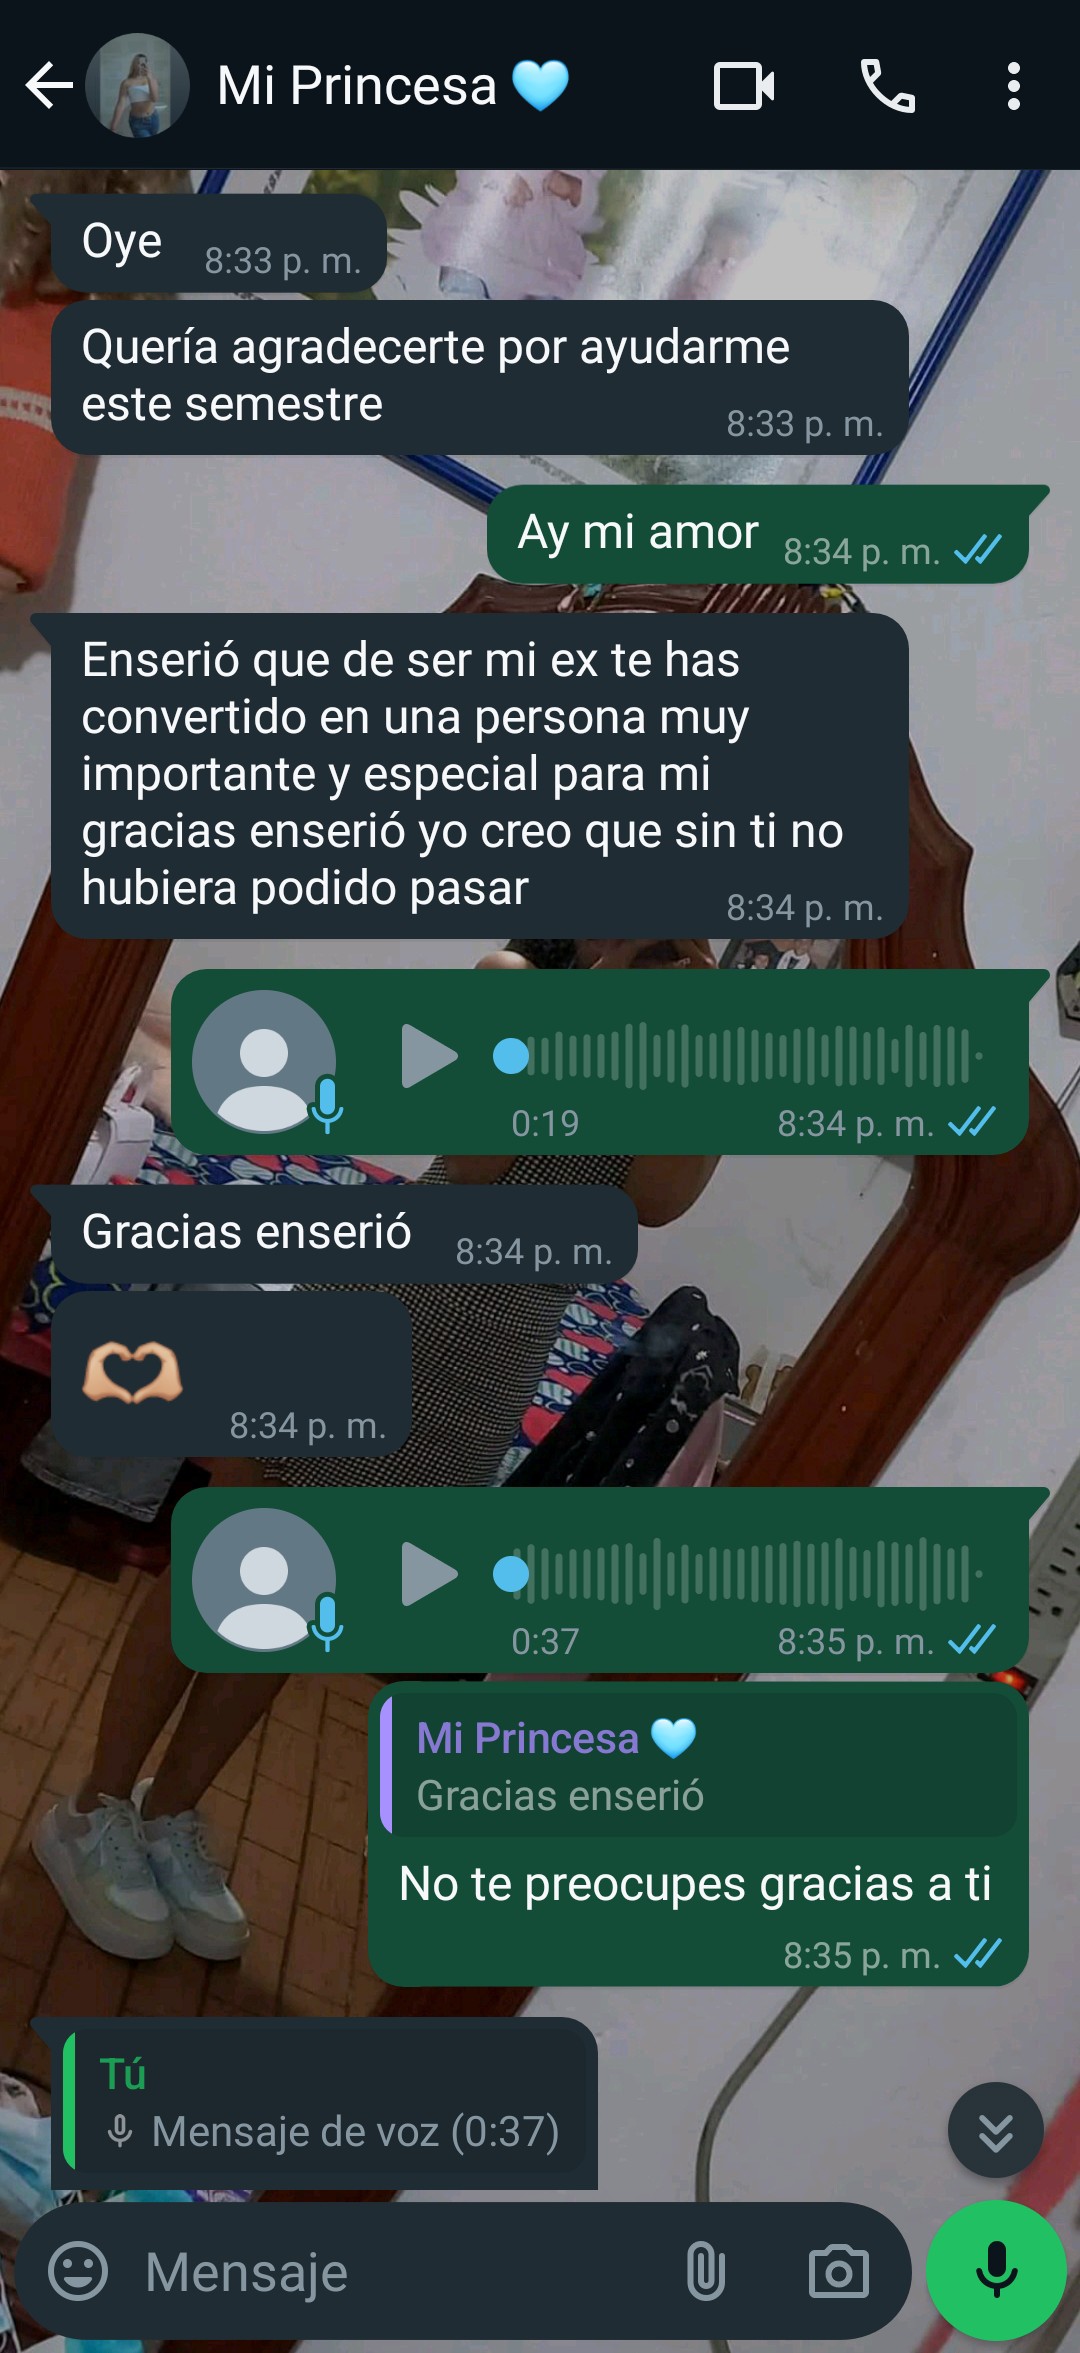 Mi Princesa 🩵
Oye
8:33 p. m.
Quería agradecerte por ayudarme
este semestre
8:33 p. m.
Ay mi amor
8:34 p. m.
Enserió que de ser mi ex te has
convertido en una persona muy
importante y especial para mi
gracias enserió yo creo que sin ti no
hubiera podido pasar
8:34 p. m.
0:19
8:34 p. m.
Gracias enserió
8:34 p. m.
🫶🏼
8:34 p. m.
0:37
8:35 p. m.
Mi Princesa 🩵
Gracias enserió
No te preocupes gracias a ti
8:35 p. m.
Tú
Mensaje de voz (0:37)
Mensaje